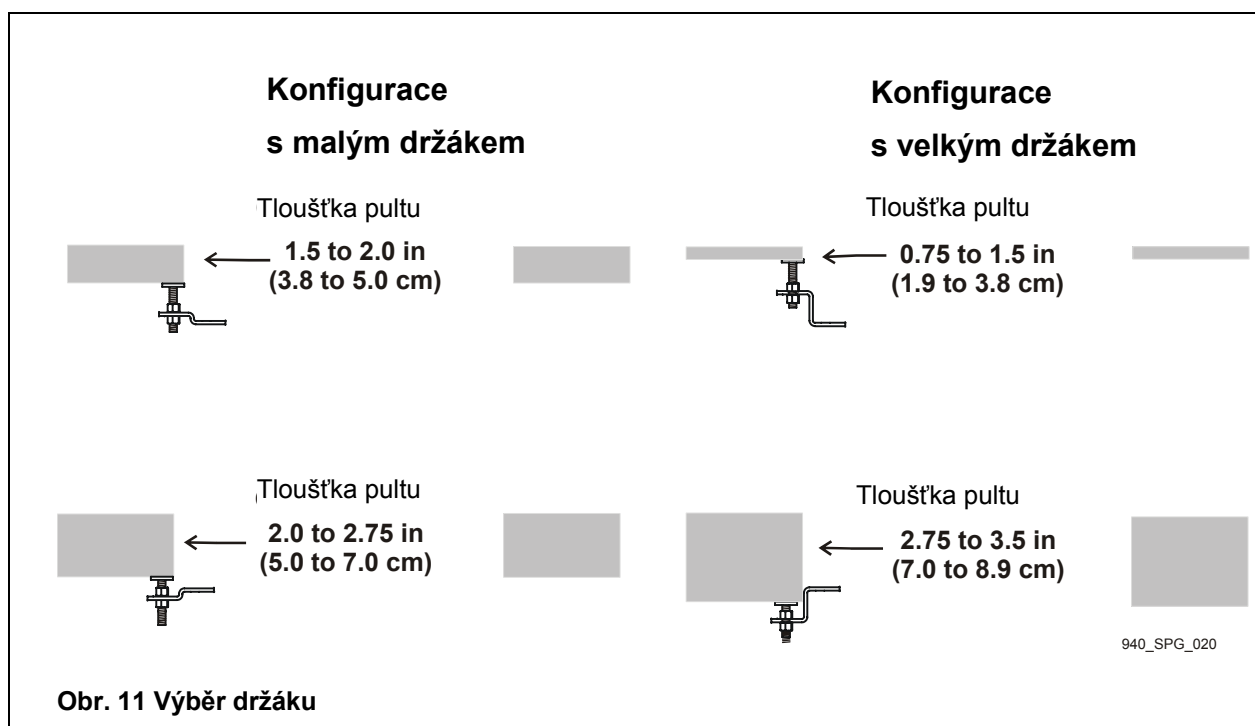 Konfigurace
s malým držákem
Tloušťka pultu
1.5 to 2.0 in
(3.8 to 5.0 cm)
Konfigurace
s velkým držákem
Tloušťka pultu
0.75 to 1.5 in
(1.9 to 3.8 cm)
Tloušťka pultu
2.0 to 2.75 in
(5.0 to 7.0 cm)
Tloušťka pultu
2.75 to 3.5 in
(7.0 to 8.9 cm)
940_SPG_020
Obr. 11 Výběr držáku